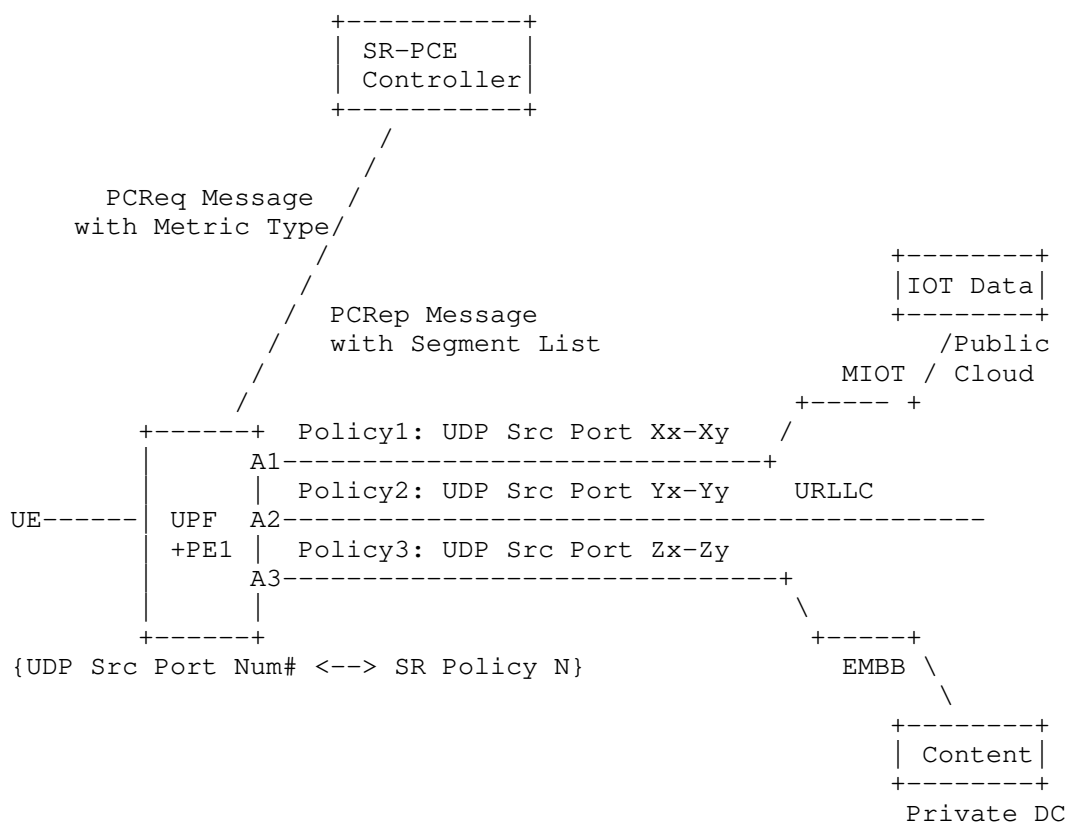 SR-PCE
Controller
PCReq Message
with Metric Type
IOT Data
PCRep Message
with Segment List
/Public
MIOT / Cloud
Policy1: UDP Src Port Xx-Xy
A1
Policy2: UDP Src Port Yx-Yy URLLC
UE------| UPF A2
+PE1 | Policy3: UDP Src Port Zx-Zy
A3
{UDP Src Port Num# <--> SR Policy N} EMBB \
Content
Private DC